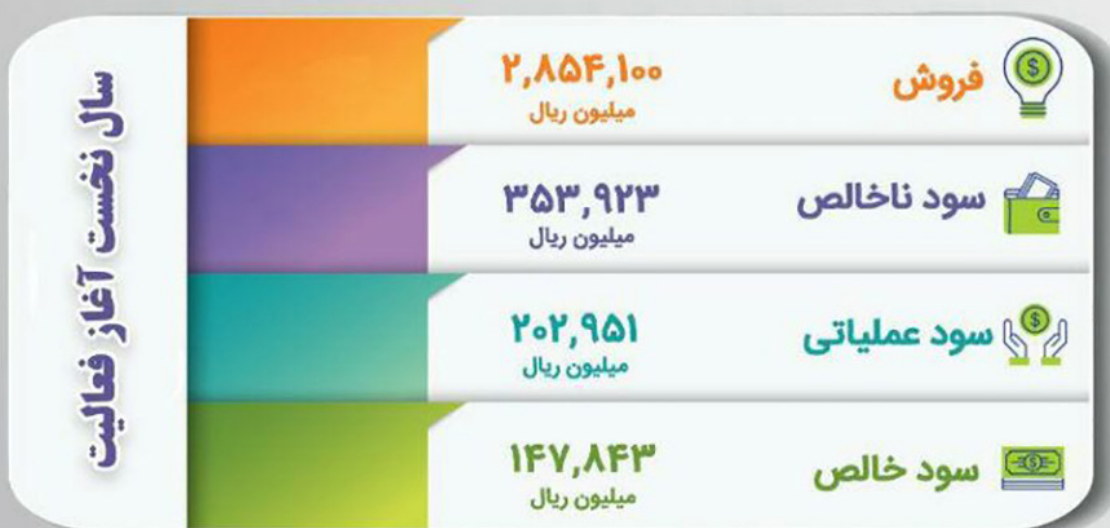 سال نخست آغاز فعالیت
فروش
۲,۸۵۴,۱۰۰
میلیون ریال
سود ناخالص
۳۵۳,۹۲۳
میلیون ریال
سود عملیاتی
۲۰۲,۹۵۱
میلیون ریال
سود خالص
۱۴۷,۸۴۳
میلیون ریال